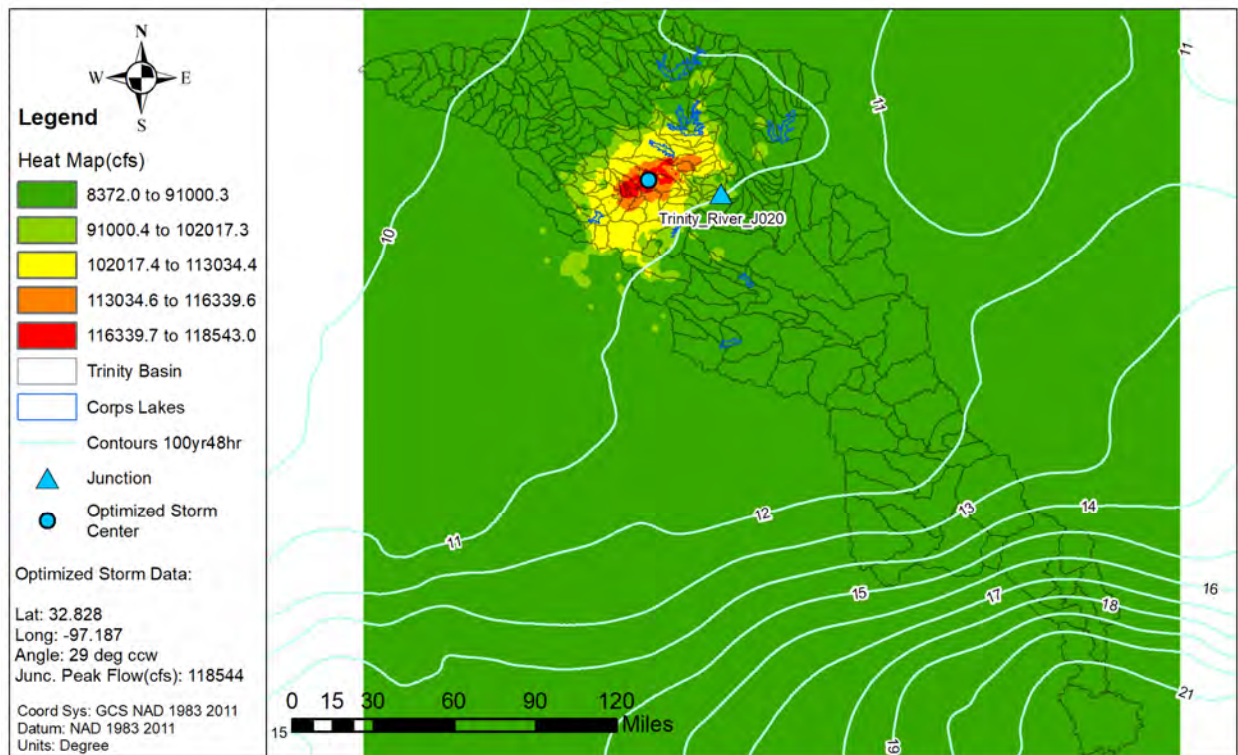 N
W
E
S
Legend
Heat Map(cfs)
8372.0 to 91000.3
91000.4 to 102017.3
102017.4 to 113034.4
113034.6 to 116339.6
116339.7 to 118543.0
Trinity Basin
Corps Lakes
Contours 100yr48hr
Junction
Optimized Storm
Center
Optimized Storm Data:
Lat: 32.828
Long: -97.187
Angle: 29 deg ccw
Junc. Peak Flow(cfs): 118544
Coord Sys: GCS NAD 1983 2011
Datum: NAD 1983 2011
Units: Degree
11
11
Trinity_River_J020
10
12
13
14
11
15
16
17
18
21
19
15
0 15 30 60 90 120
Miles